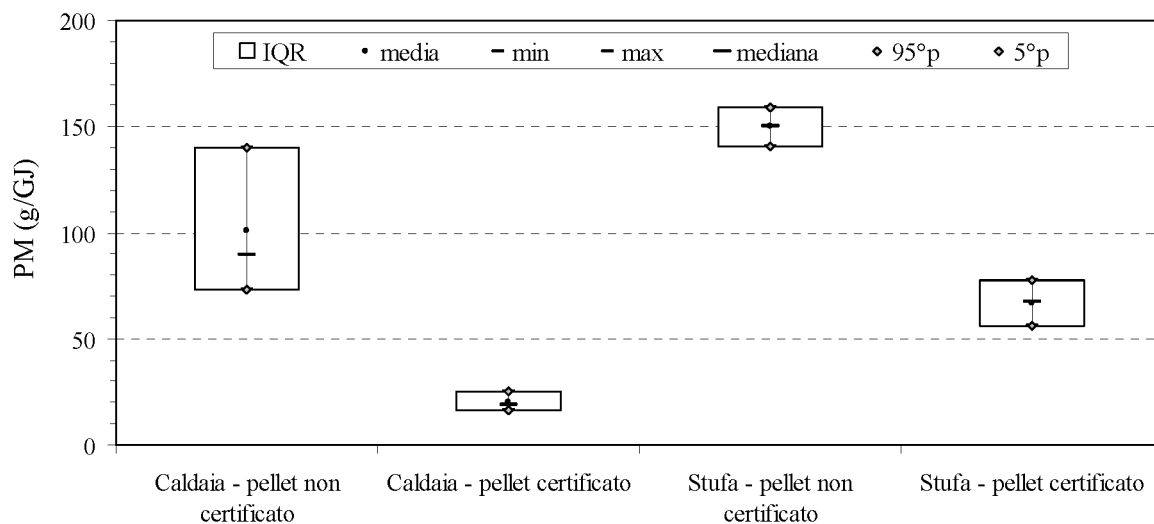 200
IQR media min max mediana 95°p 5°p
150
100
50
0
PM (g/GJ)
Caldaia - pellet non
certificato
Caldaia - pellet certificato
Stufa - pellet non
certificato
Stufa - pellet certificato